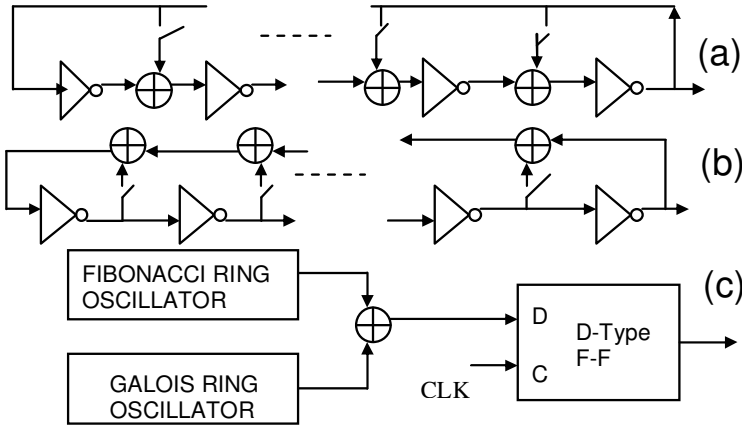 (a)
(b)
FIBONACCI RING
OSCILLATOR
(c)
D
D-Type
F-F
C
GALOIS RING
OSCILLATOR
CLK